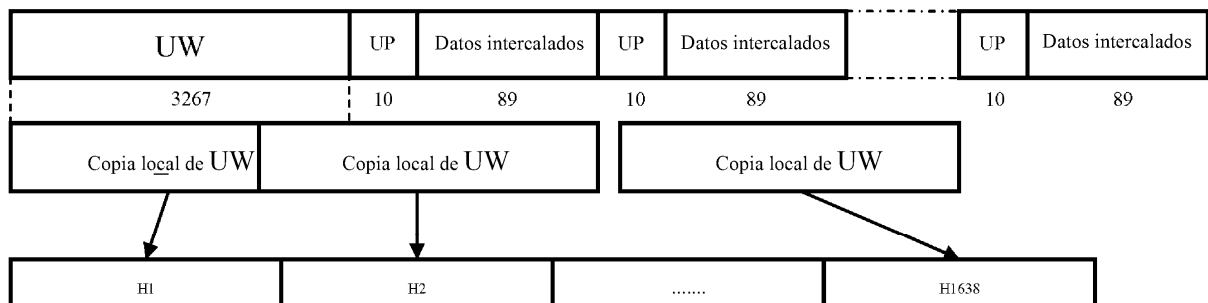 UW UP Datos intercalados UP Datos intercalados UP Datos intercalados
3267 10 89 10 89 10 89
Copia local de UW Copia local de UW Copia local de UW
H1 H2 ....... H1638